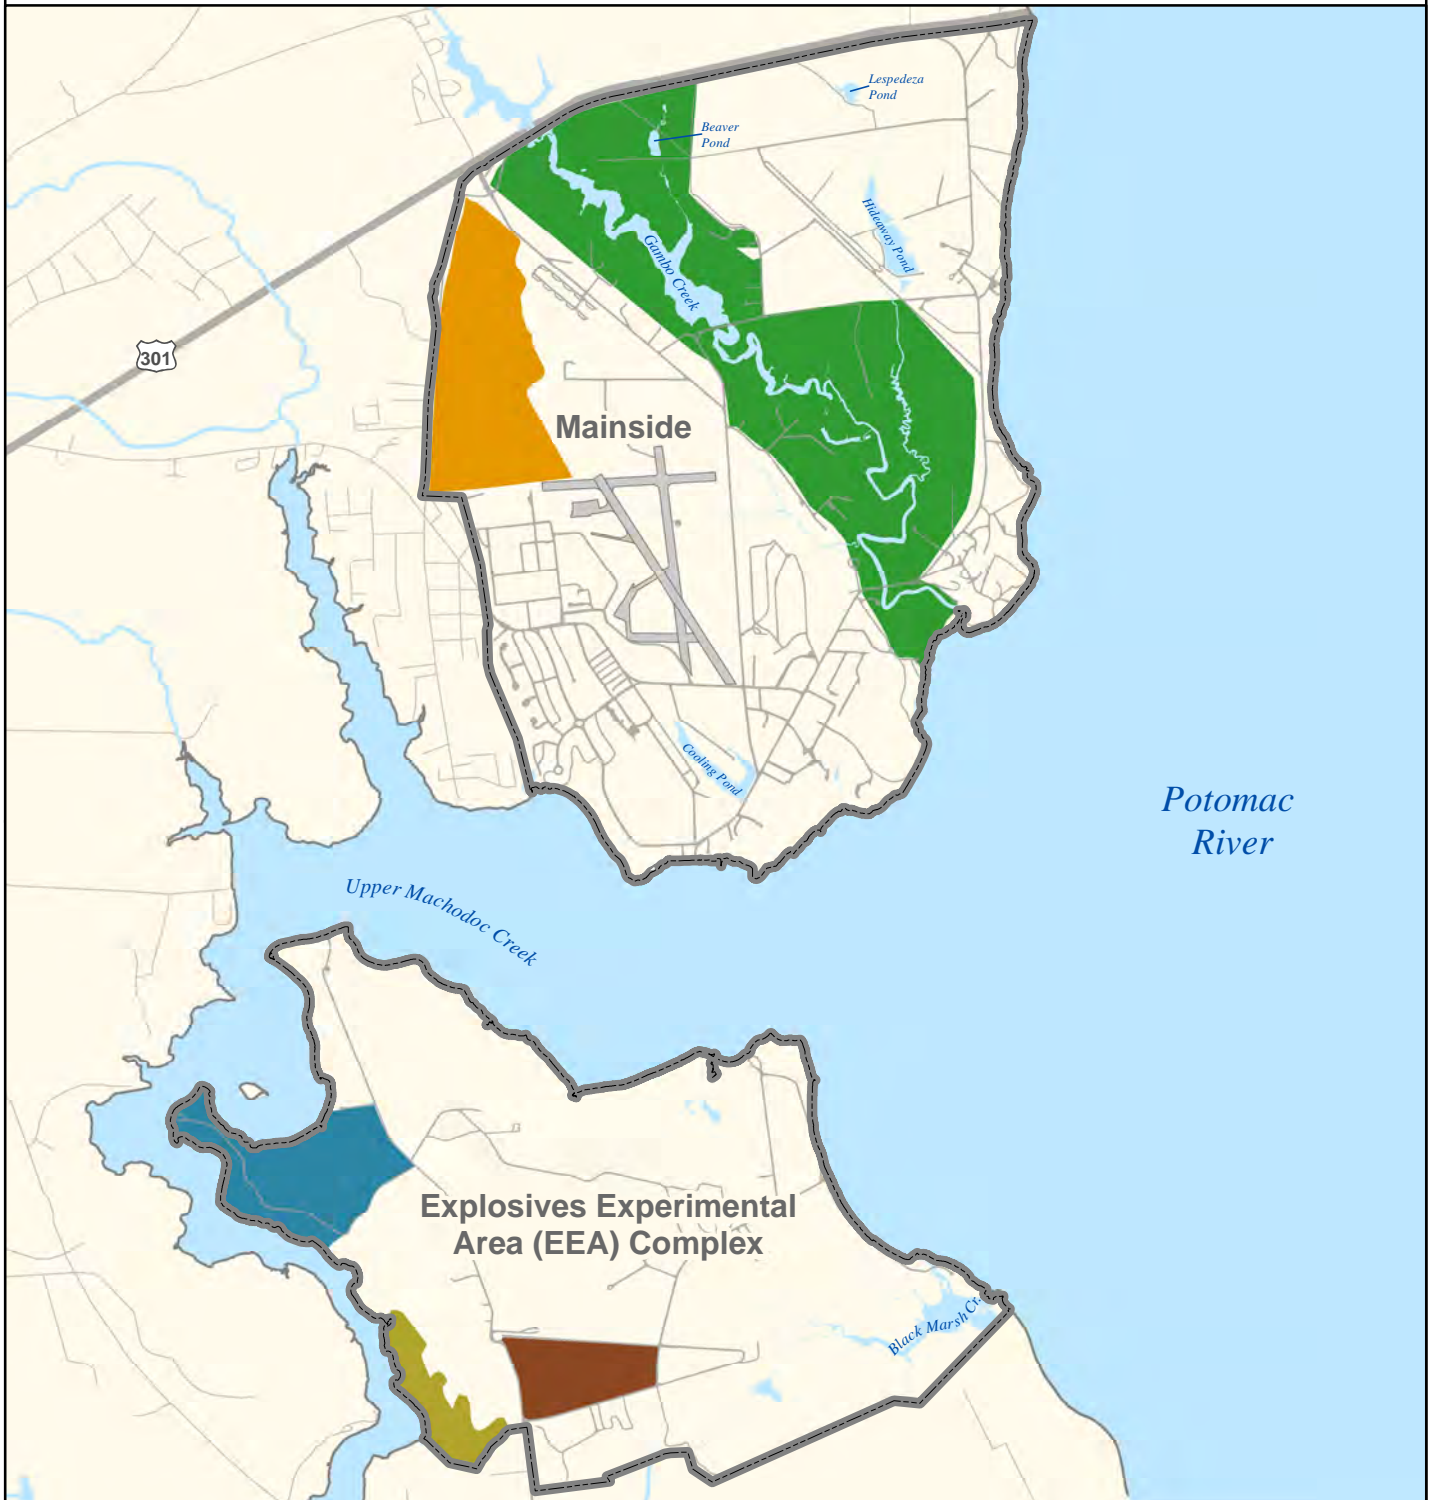 Lespedeza
Pond
Beaver
Pond
Hideaway Pond
Gambo Creek
301
Mainside
Cooling Pond
Potomac
River
Upper Machodoc Creek
Explosives Experimental
Area (EEA) Complex
Black Marsh Cr.